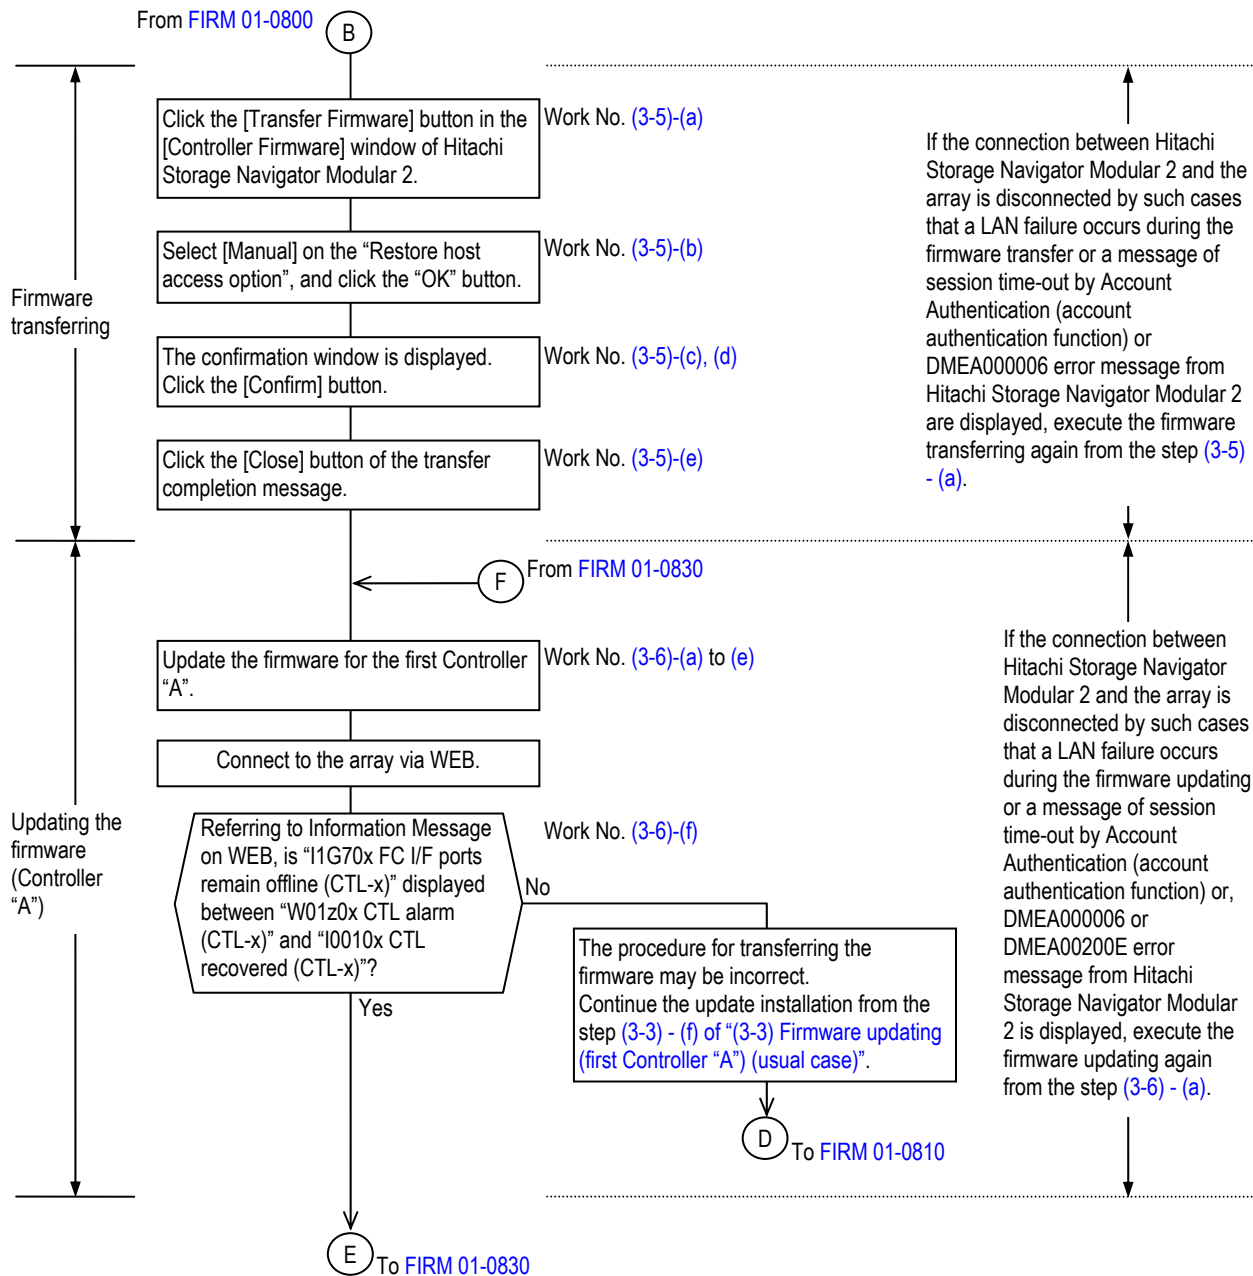 From FIRM 01-0800
B
Click the [Transfer Firmware] button in the
[Controller Firmware] window of Hitachi
Storage Navigator Modular 2.
Work No. (3-5)-(a)
Select [Manual] on the “Restore host
access option”, and click the “OK” button.
Work No. (3-5)-(b)
Firmware
transferring
The confirmation window is displayed.
Click the [Confirm] button.
Work No. (3-5)-(c), (d)
Click the [Close] button of the transfer
completion message.
Work No. (3-5)-(e)
If the connection between Hitachi
Storage Navigator Modular 2 and the
array is disconnected by such cases
that a LAN failure occurs during the
firmware transfer or a message of
session time-out by Account
Authentication (account
authentication function) or
DMEA000006 error message from
Hitachi Storage Navigator Modular 2
are displayed, execute the firmware
transferring again from the step (3-5)
- (a).
F
From FIRM 01-0830
Update the firmware for the first Controller
“A”.
Work No. (3-6)-(a) to (e)
Connect to the array via WEB.
Updating the
firmware
(Controller
“A”)
Referring to Information Message
on WEB, is “I1G70x FC I/F ports
remain offline (CTL-x)” displayed
between “W01z0x CTL alarm
(CTL-x)” and “I0010x CTL
recovered (CTL-x)”?
Work No. (3-6)-(f)
No
Yes
The procedure for transferring the
firmware may be incorrect.
Continue the update installation from the
step (3-3) - (f) of “(3-3) Firmware updating
(first Controller “A”) (usual case)”.
D
To FIRM 01-0810
If the connection between
Hitachi Storage Navigator
Modular 2 and the array is
disconnected by such cases
that a LAN failure occurs
during the firmware updating
or a message of session
time-out by Account
Authentication (account
authentication function) or,
DMEA000006 or
DMEA00200E error
message from Hitachi
Storage Navigator Modular
2 is displayed, execute the
firmware updating again
from the step (3-6) - (a).
E
To FIRM 01-0830